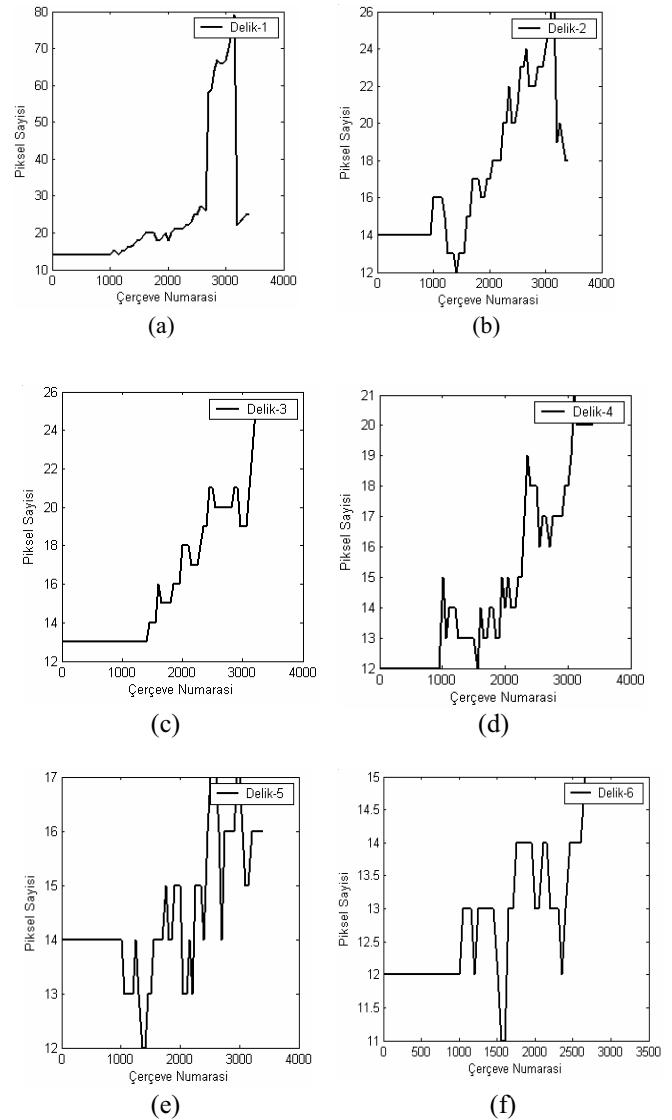 80
70
60
50
40
30
20
10
Piksel Sayisi
Delik-1
0 1000 2000 3000 4000
Çerçeve Numarasi
(a)
26
24
22
20
18
16
14
12
Piksel Sayisi
Delik-2
0 1000 2000 3000 4000
Çerçeve Numarasi
(b)
26
24
22
20
18
16
14
12
Piksel Sayisi
Delik-3
0 1000 2000 3000 4000
Çerçeve Numarasi
(c)
21
20
19
18
17
16
15
14
13
12
Piksel Sayisi
Delik-4
0 1000 2000 3000 4000
Çerçeve Numarasi
(d)
17
16
15
14
13
12
Piksel Sayisi
Delik-5
0 1000 2000 3000 4000
Çerçeve Numarasi
(e)
15
14
13
12
11.5
11
Piksel Sayisi
Delik-6
0 500 1000 1500 2000 2500 3000 3500
Çerçeve Numarasi
(f)